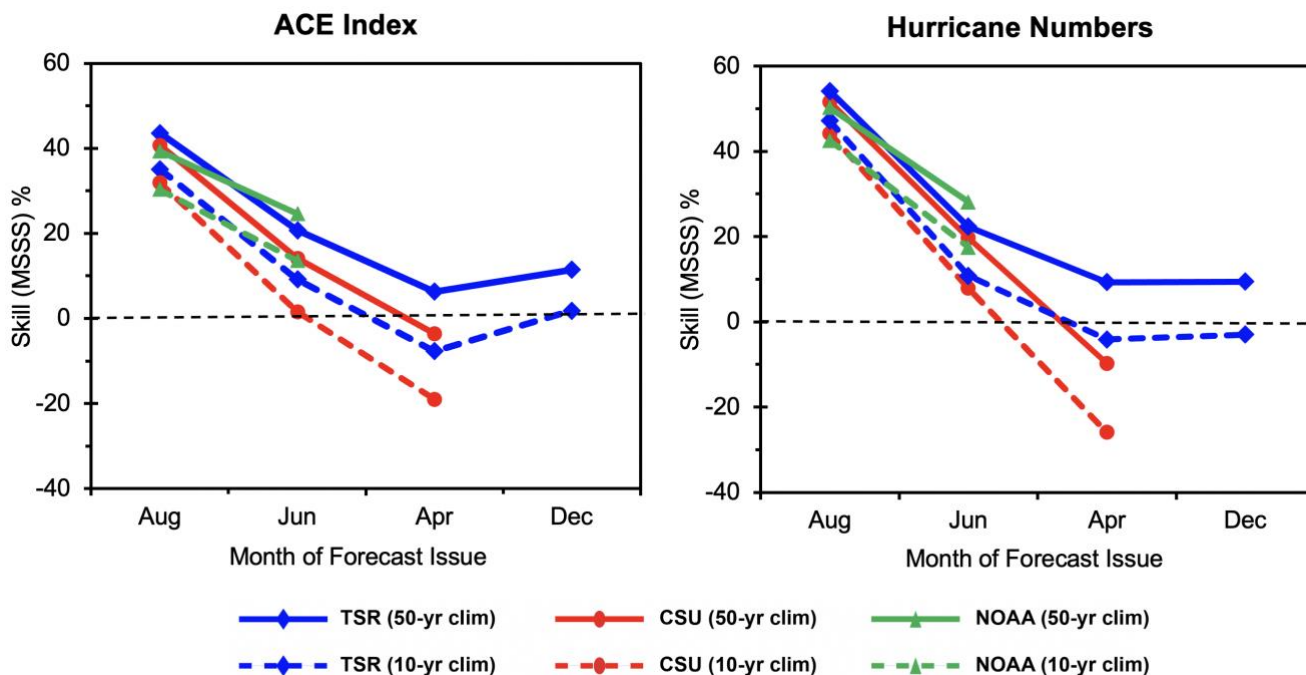 ACE Index
60
40
20
0
-20
-40
Skill (MSSS) %
Aug Jun Apr Dec
Month of Forecast Issue
Hurricane Numbers
60
40
20
0
-20
-40
Skill (MSSS) %
Aug Jun Apr Dec
Month of Forecast Issue
TSR (50-yr clim) CSU (50-yr clim) NOAA (50-yr clim)
TSR (10-yr clim) CSU (10-yr clim) NOAA (10-yr clim)